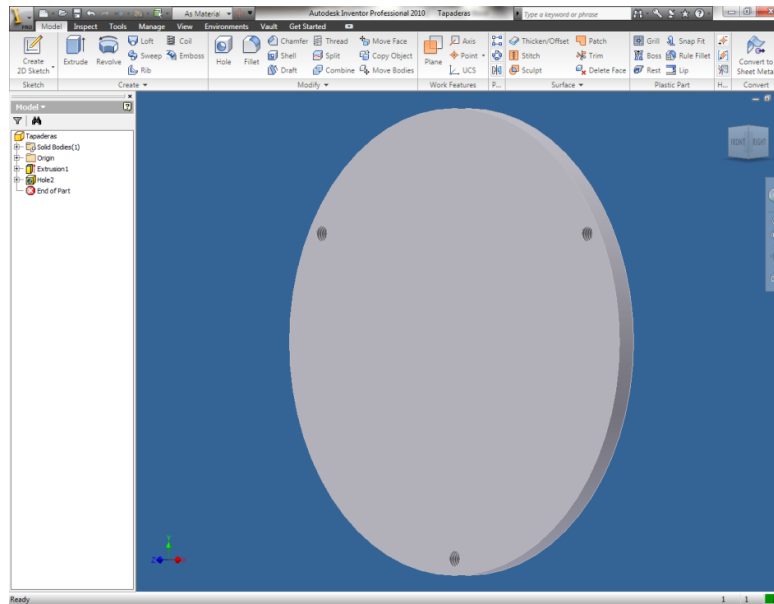 As Material Autodesk Inventor Professional 2010 Tapaderas Type a keyword or phrase
PRO Model Inspect Tools Manage View Environments Vault Get Started
Create 2D Sketch Extrude Revolve Loft Coil Hole Fillet Chamfer Thread Move Face Plane Axis Thicken/Offset Patch Grill Snap Fit Convert to Sheet Metal
Sweep Emboss Shell Split Copy Object Point Stitch Trim Boss Rule Fillet
Rib Draft Combine Move Bodies UCS Sculpt Delete Face Rest Lip
Sketch Create Modify Work Features P... Surface Plastic Part H... Convert
Model
Tapaderas
Solid Bodies(1)
Origin
Extrusion1
Hole2
End of Part
FRONT RIGHT
Y
Z
Ready 1 1